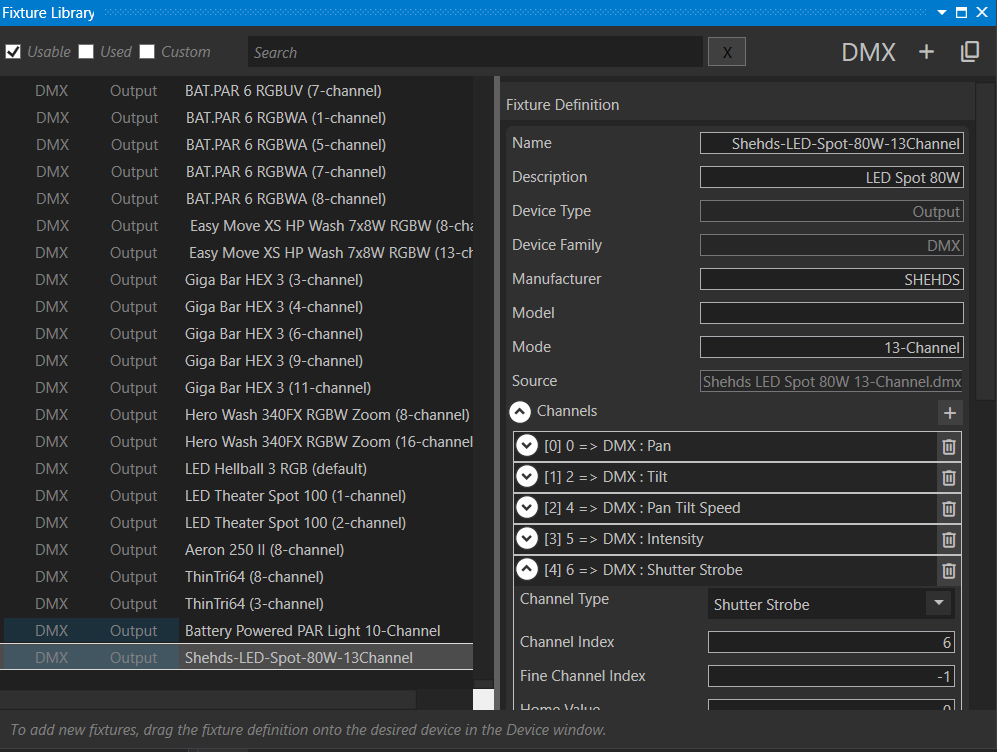 Fixture Library
Usable Used Custom Search X DMX +
DMX Output BAT.PAR 6 RGBUV (7-channel)
DMX Output BAT.PAR 6 RGBWA (1-channel)
DMX Output BAT.PAR 6 RGBWA (5-channel)
DMX Output BAT.PAR 6 RGBWA (7-channel)
DMX Output BAT.PAR 6 RGBWA (8-channel)
DMX Output Easy Move XS HP Wash 7x8W RGBW (8-cha
DMX Output Easy Move XS HP Wash 7x8W RGBW (13-ch
DMX Output Giga Bar HEX 3 (3-channel)
DMX Output Giga Bar HEX 3 (4-channel)
DMX Output Giga Bar HEX 3 (6-channel)
DMX Output Giga Bar HEX 3 (9-channel)
DMX Output Giga Bar HEX 3 (11-channel)
DMX Output Hero Wash 340FX RGBW Zoom (8-channel)
DMX Output Hero Wash 340FX RGBW Zoom (16-channel
DMX Output LED Hellball 3 RGB (default)
DMX Output LED Theater Spot 100 (1-channel)
DMX Output LED Theater Spot 100 (2-channel)
DMX Output Aeron 250 II (8-channel)
DMX Output ThinTri64 (8-channel)
DMX Output ThinTri64 (3-channel)
DMX Output Battery Powered PAR Light 10-Channel
DMX Output Shehds-LED-Spot-80W-13Channel
Fixture Definition
Name Shehds-LED-Spot-80W-13Channel
Description LED Spot 80W
Device Type Output
Device Family DMX
Manufacturer SHEHDS
Model
Mode 13-Channel
Source Shehds LED Spot 80W 13-Channel.dmx
Channels +
[0] 0 => DMX : Pan
[1] 2 => DMX : Tilt
[2] 4 => DMX : Pan Tilt Speed
[3] 5 => DMX : Intensity
[4] 6 => DMX : Shutter Strobe
Channel Type Shutter Strobe
Channel Index 6
Fine Channel Index -1
Home Value 0
To add new fixtures, drag the fixture definition onto the desired device in the Device window.